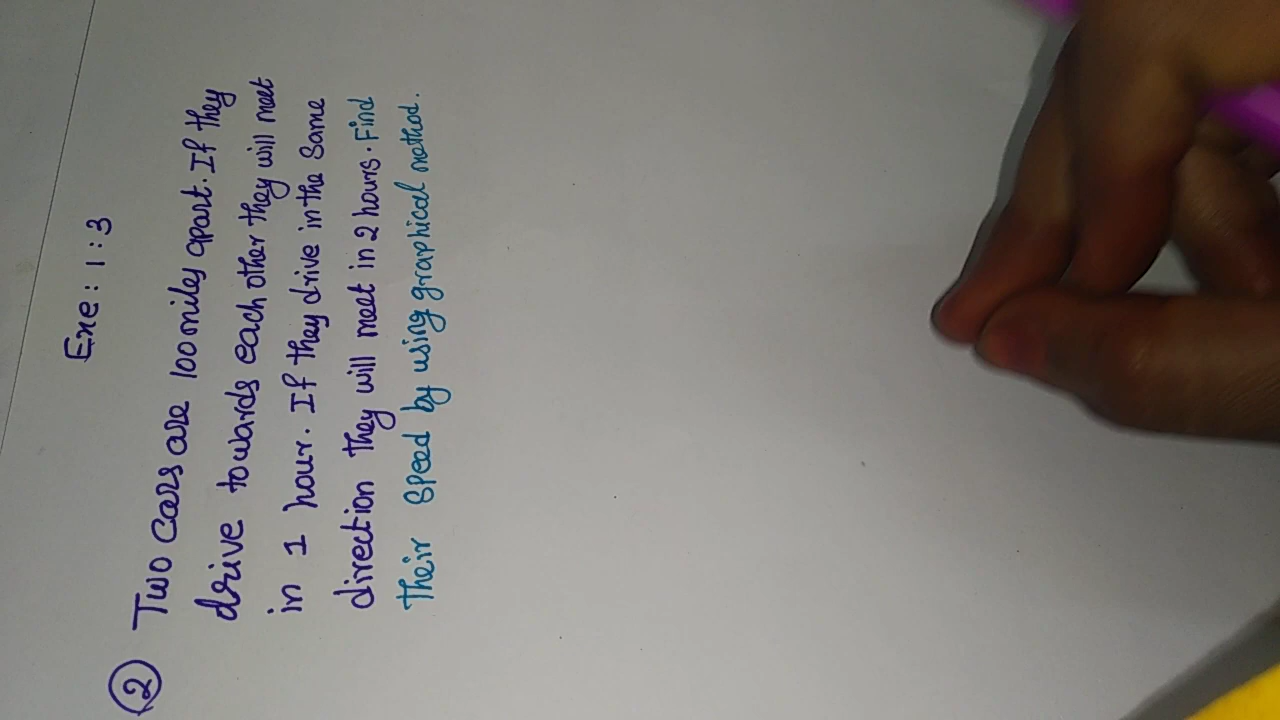 Exe: 1:3
② Two Cars are 100 miles apart. If they
drive towards each other they will meet
in 1 hour. If they drive in the Same
direction they will meet in 2 hours. Find
Their Speed by using graphical method.